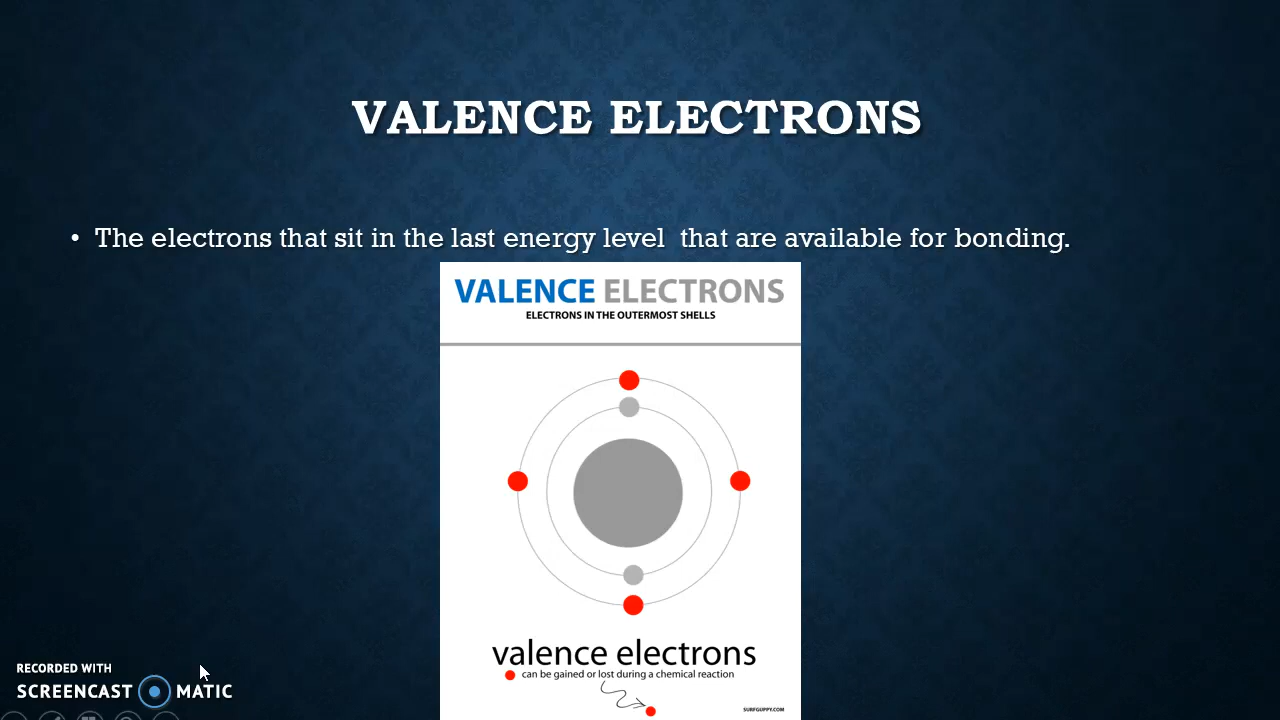 VALENCE ELECTRONS
• The electrons that sit in the last energy level  that are available for bonding.
VALENCE ELECTRONS
ELECTRONS IN THE OUTERMOST SHELLS
valence electrons
can be gained or lost during a chemical reaction
SURFGUPPY.COM
RECORDED WITH
SCREENCAST MATIC